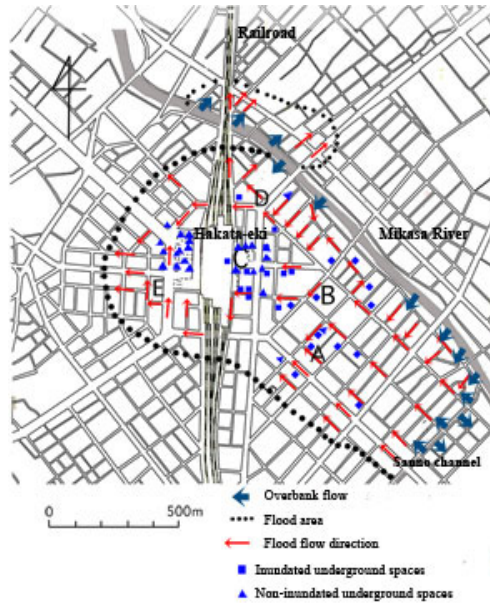 Railroad
D
Hakata-eki
Mikasa River
C
E
B
A
Sanno channel
0 500m
Overbank flow
Flood area
Flood flow direction
Inundated underground spaces
Non-inundated underground spaces